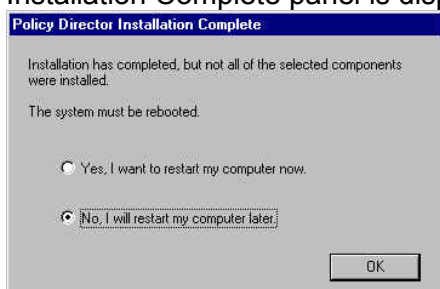 Installation Complete panel is disp
Policy Director Installation Complete
Installation has completed, but not all of the selected components
were installed.
The system must be rebooted.
Yes, I want to restart my computer now.
No, I will restart my computer later.
OK